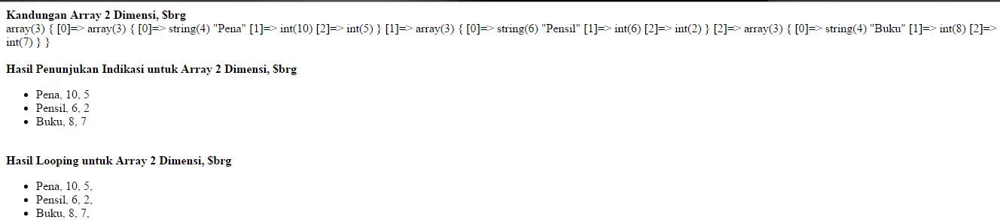 Kandungan Array 2 Dimensi, $brg
array(3) { [0]=> array(3) { [0]=> string(4) "Pena" [1]=> int(10) [2]=> int(5) } [1]=> array(3) { [0]=> string(6) "Pensil" [1]=> int(6) [2]=> int(2) } [2]=> array(3) { [0]=> string(4) "Buku" [1]=> int(8) [2]=>
int(7) } }
Hasil Penunjukan Indikasi untuk Array 2 Dimensi, $brg
• Pena, 10, 5
• Pensil, 6, 2
• Buku, 8, 7
Hasil Looping untuk Array 2 Dimensi, $brg
• Pena, 10, 5,
• Pensil, 6, 2,
• Buku, 8, 7,